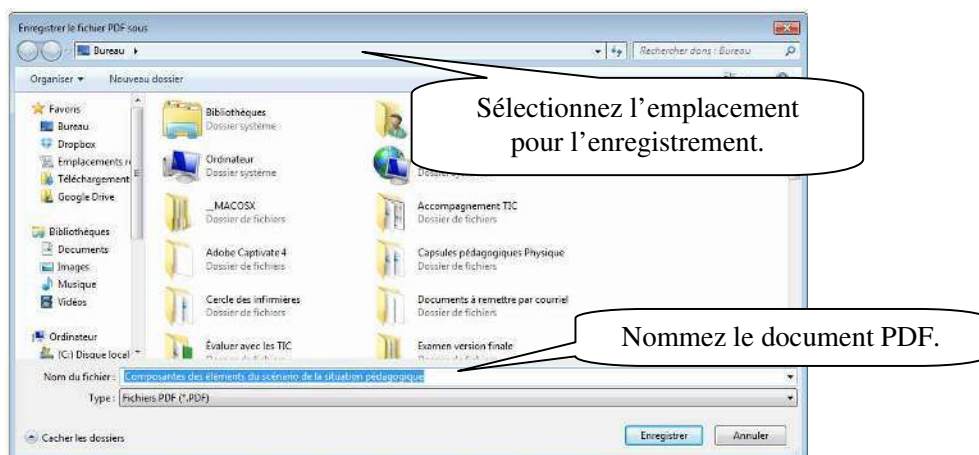 Enregistrer le fichier PDF sous
Bureau
Rechercher dans : Bureau
Organiser
Nouveau dossier
Sélectionnez l’emplacement
pour l’enregistrement.
Favoris
Bureau
Dropbox
Emplacements r
Téléchargement
Google Drive
Bibliothèques
Documents
Images
Musique
Vidéos
Ordinateur
(C:) Disque local
Bibliothèques
Dossier système
Ordinateur
Dossier système
Dossier système
_MACOSX
Dossier de fichiers
Accompagnement TIC
Dossier de fichiers
Adobe Captivate 4
Dossier de fichiers
Capsules pédagogiques Physique
Dossier de fichiers
Cercle des infirmières
Dossier de fichiers
Documents à remettre par courriel
Dossier de fichiers
Évaluer avec les TIC
Examen version finale
Nommez le document PDF.
Nom du fichier : Composantes des éléments du scénario de la situation pédagogique
Type : Fichiers PDF (*.PDF)
Cacher les dossiers
Enregistrer
Annuler